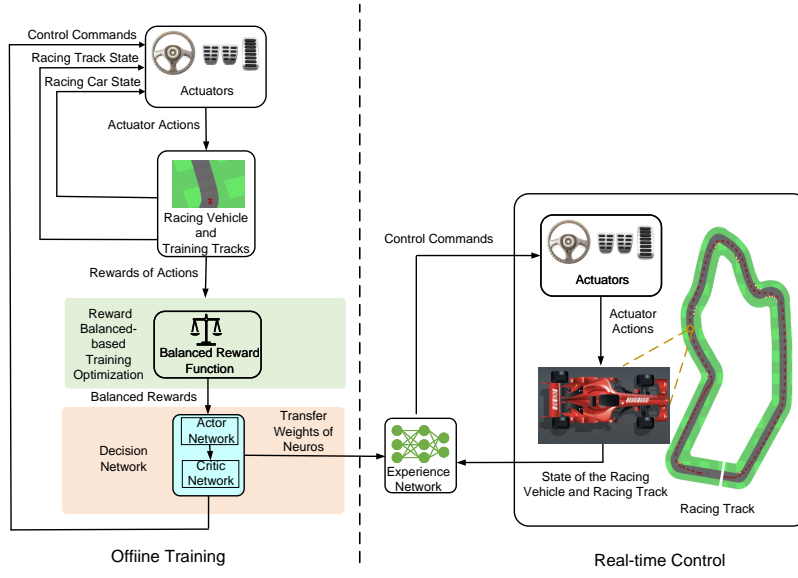 Control Commands
Racing Track State
Racing Car State
Actuators
Actuator Actions
Racing Vehicle
and
Training Tracks
Rewards of Actions
Reward
Balanced-
based
Training
Optimization
Balanced Reward
Function
Balanced Rewards
Decision
Network
Actor
Network
Critic
Network
Transfer
Weights of
Neuros
Offiine Training
Control Commands
Experience
Network
Actuators
Actuator
Actions
State of the Racing
Vehicle and Racing Track
Racing Track
Real-time Control